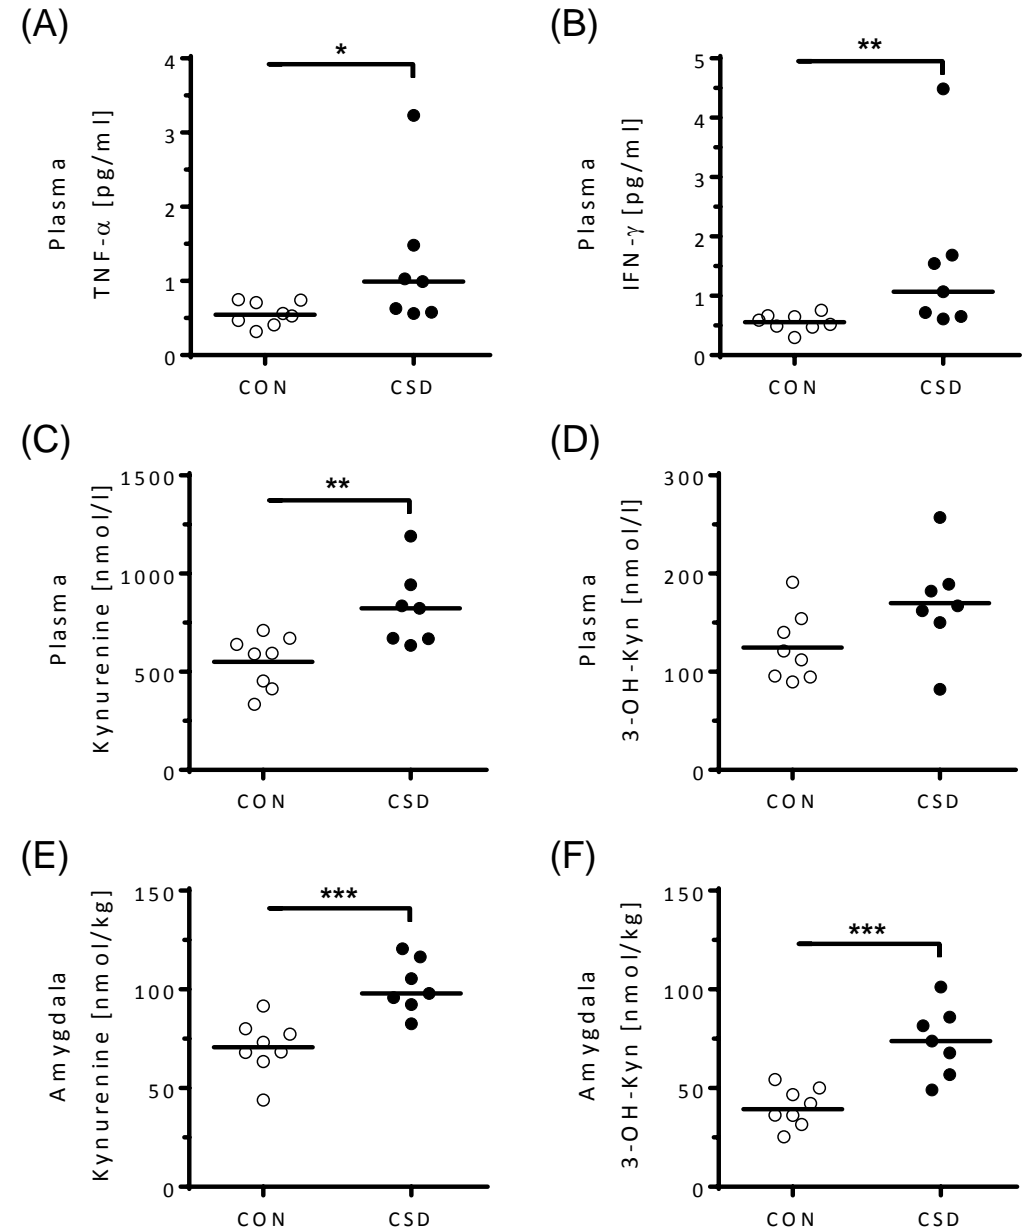 (A)
Plasma
TNF-α [pg/ml]
4
3
2
1
0
*
CON
CSD
(B)
Plasma
IFN-γ [pg/ml]
5
4
3
2
1
0
**
CON
CSD
(C)
Plasma
Kynurenine [nmol/l]
1500
1000
500
0
**
CON
CSD
(D)
Plasma
3-OH-Kyn [nmol/l]
300
200
100
0
CON
CSD
(E)
Amygdala
Kynurenine [nmol/kg]
150
100
50
0
***
CON
CSD
(F)
Amygdala
3-OH-Kyn [nmol/kg]
150
100
50
0
***
CON
CSD